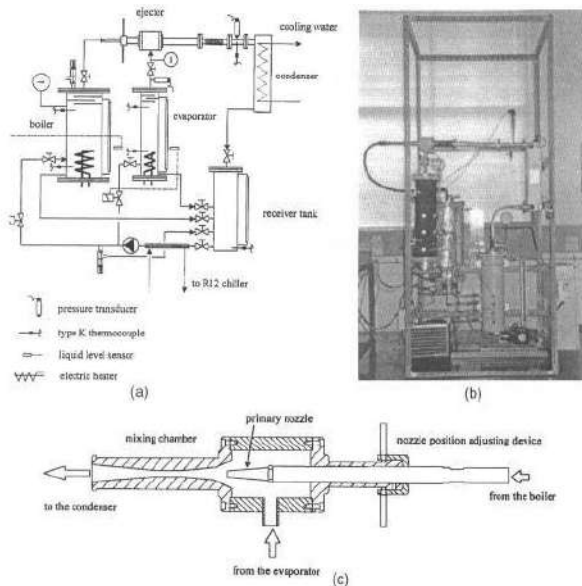 ejector
cooling water
condenser
boiler
evaporator
receiver tank
to R12 chiller
pressure transducer
type K thermocouple
liquid level sensor
electric heater
(a)
(b)
mixing chamber
primary nozzle
nozzle position adjusting device
to the condenser
from the boiler
from the evaporator
(c)